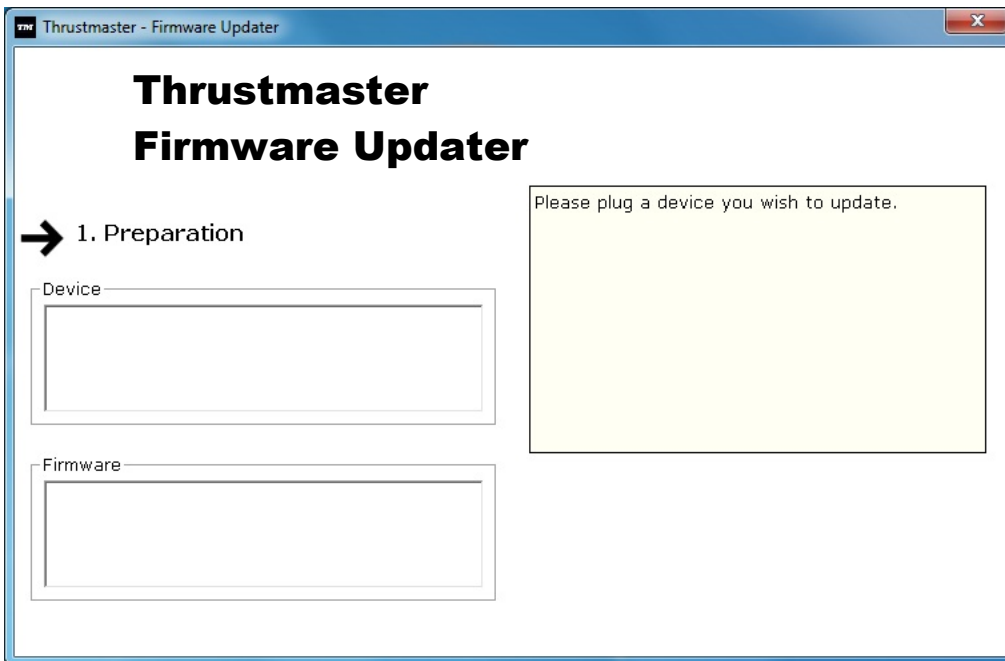 TM Thrustmaster - Firmware Updater
x
Thrustmaster
Firmware Updater
Please plug a device you wish to update.
1. Preparation
Device
Firmware